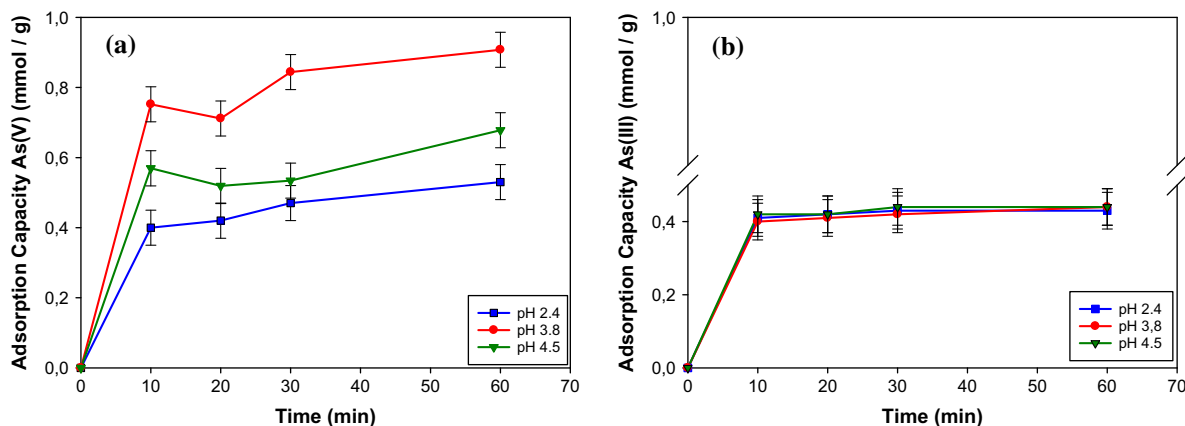 (a)
Adsorption Capacity As(V) (mmol / g)
1,0
0,8
0,6
0,4
0,2
0,0
0 10 20 30 40 50 60 70
Time (min)
pH 2.4
pH 3.8
pH 4.5
(b)
Adsorption Capacity As(III) (mmol / g)
1,0
0,4
0,2
0,0
0 10 20 30 40 50 60 70
Time (min)
pH 2.4
pH 3,8
pH 4.5